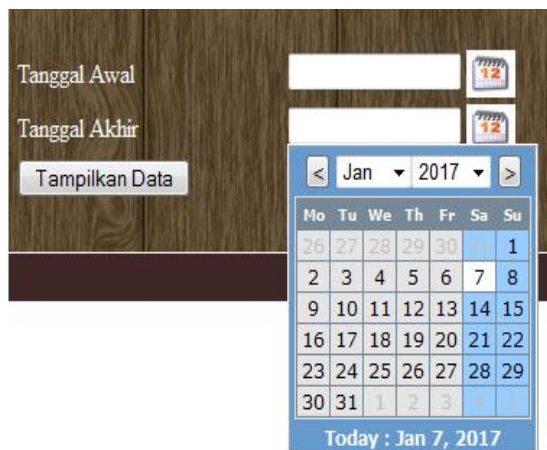 Tanggal Awal
12
Tanggal Akhir
12
Tampilkan Data
< Jan 2017 >
Mo Tu We Th Fr Sa Su
26 27 28 29 30 1
2 3 4 5 6 7 8
9 10 11 12 13 14 15
16 17 18 19 20 21 22
23 24 25 26 27 28 29
30 31 1 2 3
Today : Jan 7, 2017